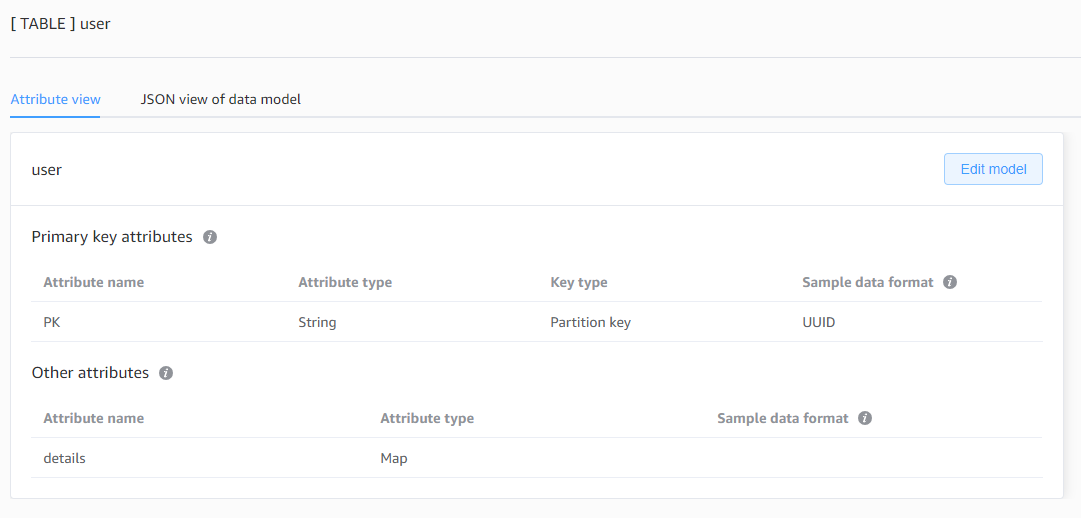 [ TABLE ] user
Attribute view JSON view of data model
user Edit model
Primary key attributes
Attribute name Attribute type Key type Sample data format
PK String Partition key UUID
Other attributes
Attribute name Attribute type Sample data format
details Map